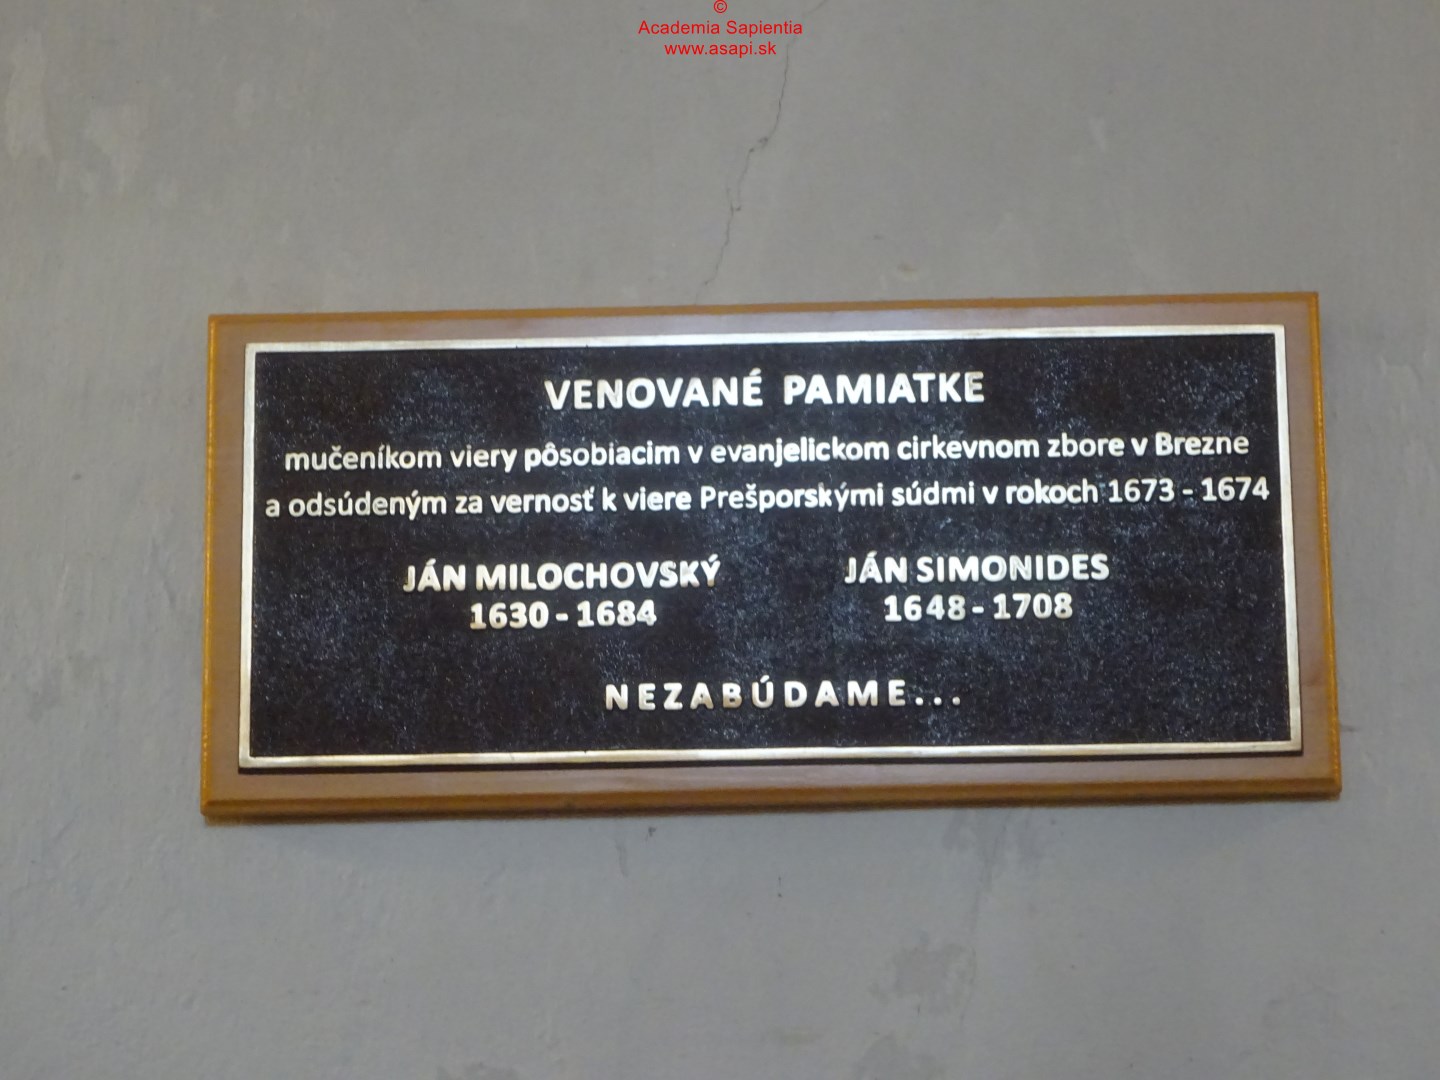 ©
Academia Sapientia
www.asapi.sk
VENOVANÉ PAMIATKE
mučeníkom viery pôsobiacim v evanjelickom cirkevnom zbore v Brezne
a odsúdeným za vernosť k viere Prešporskými súdmi v rokoch 1673 - 1674
JÁN MILOCHOVSKÝ JÁN SIMONIDES
1630 - 1684 1648 - 1708
NEZABÚDAME...